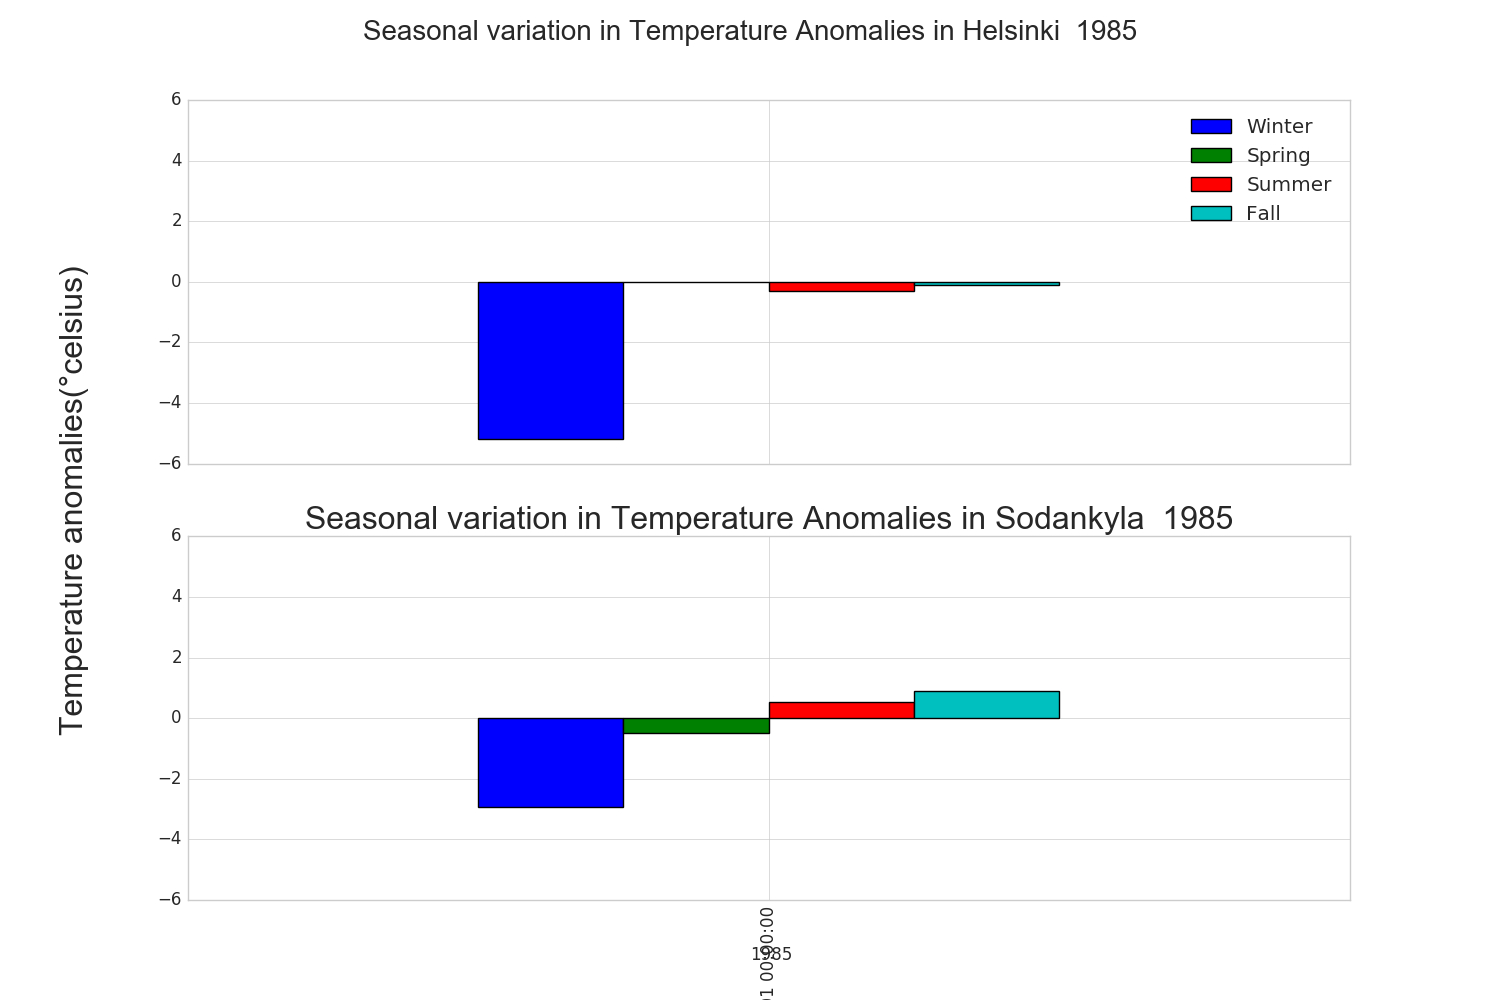 Seasonal variation in Temperature Anomalies in Helsinki  1985
6
4
2
0
−2
−4
−6
Winter
Spring
Summer
Fall
Temperature anomalies(°celsius)
Seasonal variation in Temperature Anomalies in Sodankyla  1985
6
4
2
0
−2
−4
−6
1985